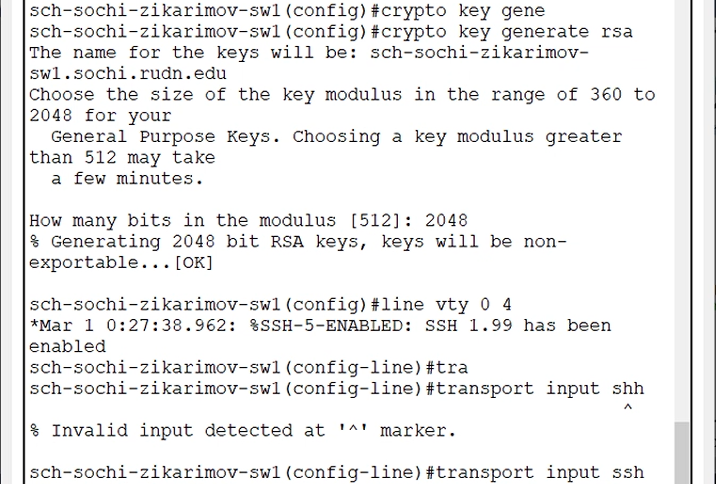 sch-sochi-zikarimov-sw1(config)#crypto key gene
sch-sochi-zikarimov-sw1(config)#crypto key generate rsa
The name for the keys will be: sch-sochi-zikarimov-
sw1.sochi.rudn.edu
Choose the size of the key modulus in the range of 360 to
2048 for your
  General Purpose Keys. Choosing a key modulus greater
than 512 may take
  a few minutes.

How many bits in the modulus [512]: 2048
% Generating 2048 bit RSA keys, keys will be non-
exportable...[OK]

sch-sochi-zikarimov-sw1(config)#line vty 0 4
*Mar 1 0:27:38.962: %SSH-5-ENABLED: SSH 1.99 has been
enabled
sch-sochi-zikarimov-sw1(config-line)#tra
sch-sochi-zikarimov-sw1(config-line)#transport input shh
^
% Invalid input detected at '^' marker.

sch-sochi-zikarimov-sw1(config-line)#transport input ssh